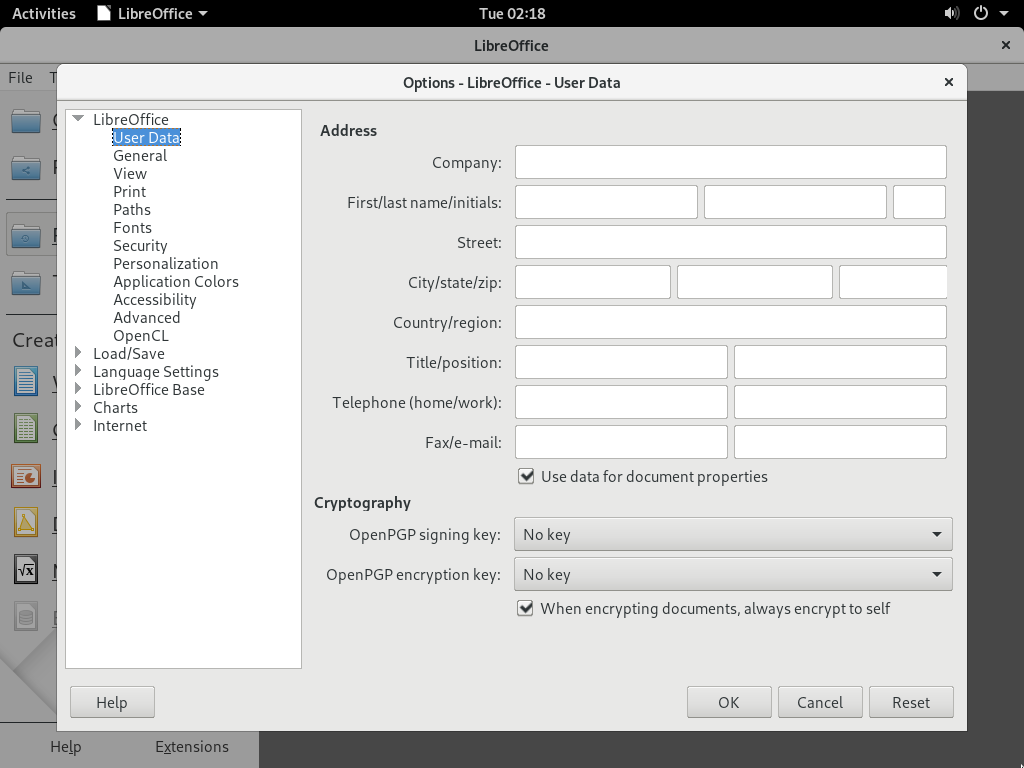 Activities LibreOffice Tue 02:18
LibreOffice
File
Options - LibreOffice - User Data
LibreOffice
User Data
General
View
Print
Paths
Fonts
Security
Personalization
Application Colors
Accessibility
Advanced
OpenCL
Load/Save
Language Settings
LibreOffice Base
Charts
Internet
Address
Company:
First/last name/initials:
Street:
City/state/zip:
Country/region:
Title/position:
Telephone (home/work):
Fax/e-mail:
Use data for document properties
Cryptography
OpenPGP signing key: No key
OpenPGP encryption key: No key
When encrypting documents, always encrypt to self
Help OK Cancel Reset
Help Extensions